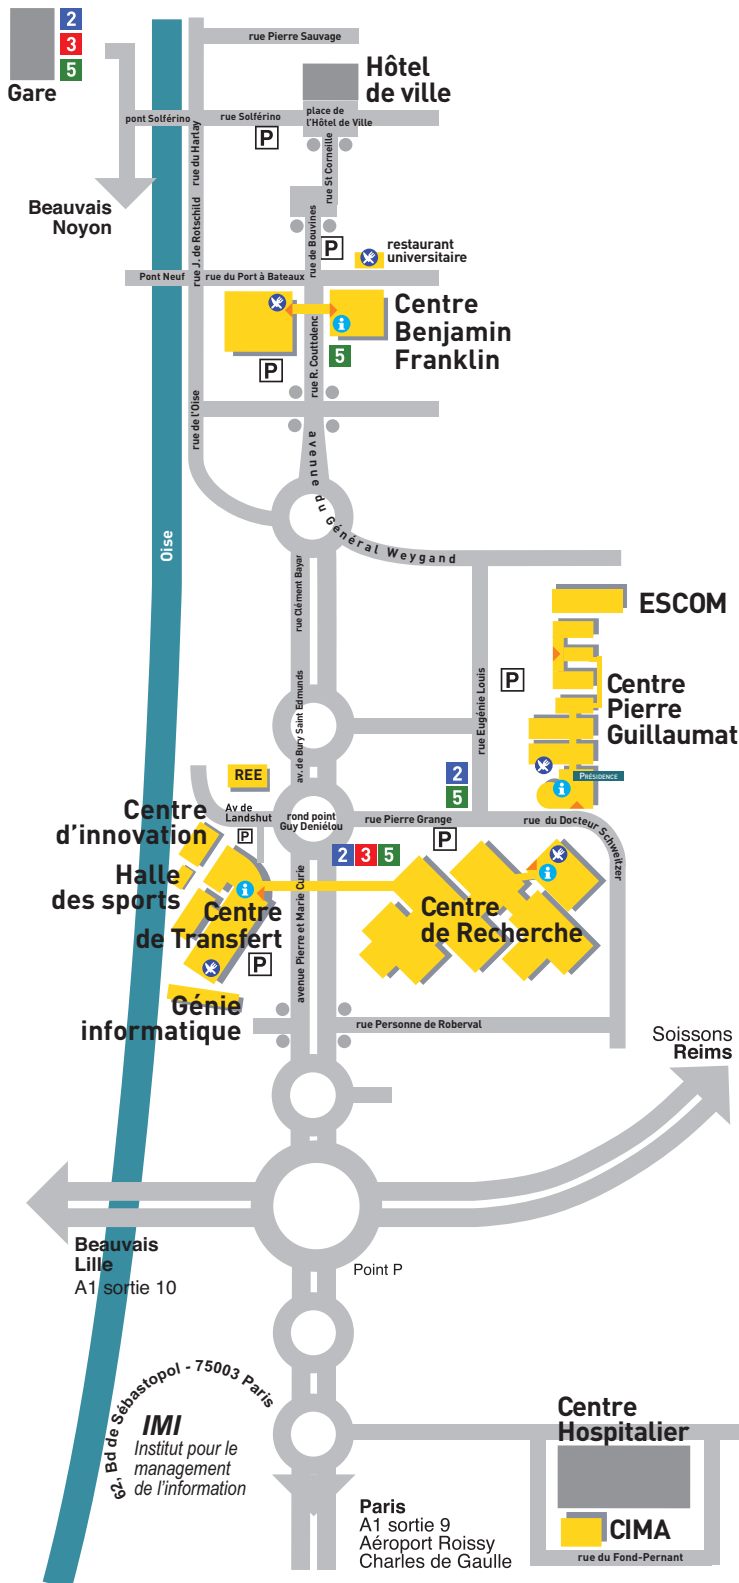 2
3
5
Gare
rue Pierre Sauvage
Hôtel
de ville
pont Solférino
rue Solférino
place de
l'Hôtel de Ville
P
rue du Harlay
rue St Corneille
Beauvais
Noyon
rue J. de Rotschild
rue de Bouvines
P
restaurant
universitaire
Pont Neuf
rue du Port à Bateaux
Centre
Benjamin
Franklin
i
5
P
rue R. Couttolenc
rue de l'Oise
avenue du Général Weygand
Oise
rue Clément Bayar
ESCOM
P
rue Eugénie Louis
Centre
Pierre
Guillaumat
av. de Bury Saint Edmunds
REE
2
5
PRÉSIDENCE
i
Centre
d'innovation
Av de
Landshut
P
rond point
Guy Deniélou
rue Pierre Grange
P
rue du Docteur Schweitzer
Halle
des sports
2
3
5
i
i
Centre
de Transfert
avenue Pierre et Marie Curie
Centre
de Recherche
P
Génie
informatique
rue Personne de Roberval
Soissons
Reims
Beauvais
Lille
A1 sortie 10
Point P
62, Bd de Sébastopol - 75003 Paris
IMI
Institut pour le
management
de l'information
Centre
Hospitalier
Paris
A1 sortie 9
Aéroport Roissy
Charles de Gaulle
CIMA
rue du Fond-Pernant